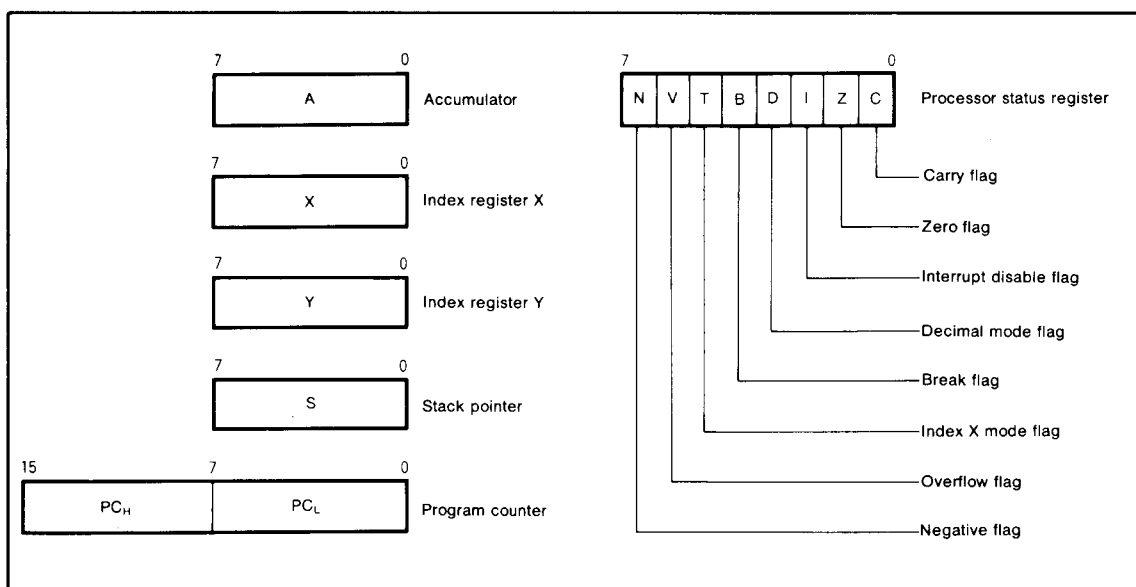 7 0
A
Accumulator
7 0
X
Index register X
7 0
Y
Index register Y
7 0
S
Stack pointer
15 7 0
PCH PCL
Program counter
7 0
N V T B D I Z C
Processor status register
Carry flag
Zero flag
Interrupt disable flag
Decimal mode flag
Break flag
Index X mode flag
Overflow flag
Negative flag